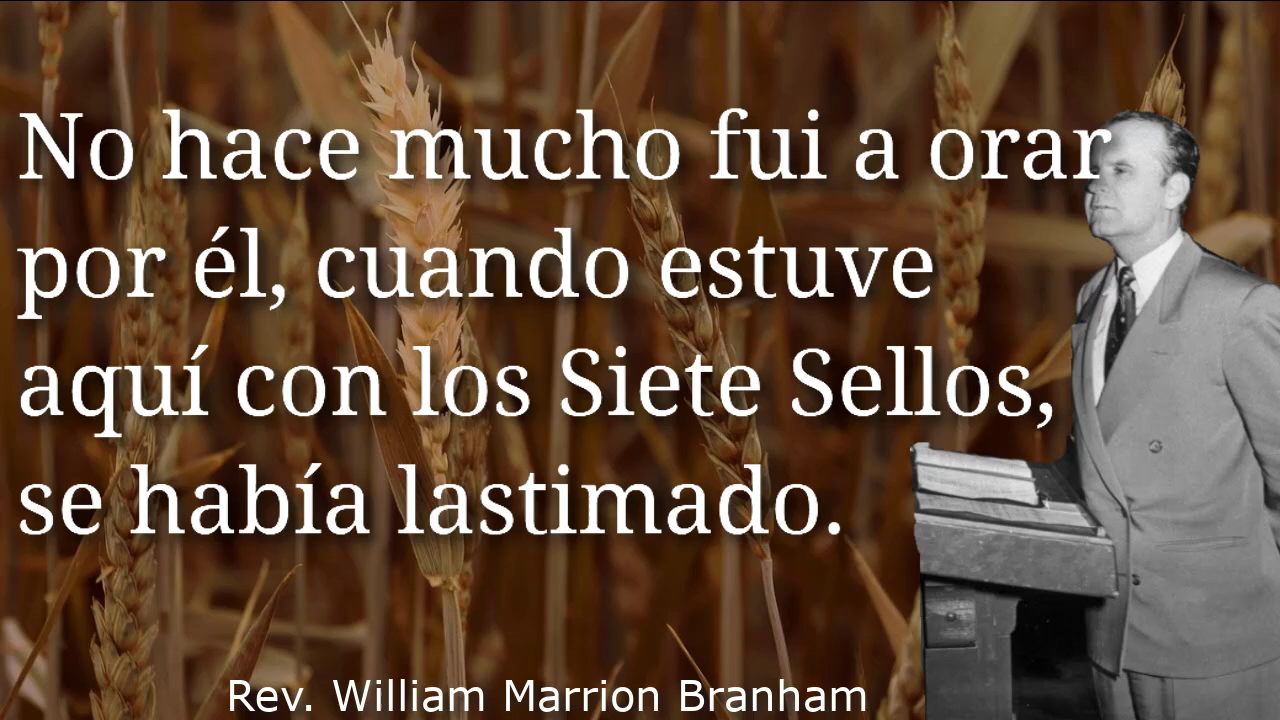 No hace mucho fui a orar
por él, cuando estuve
aquí con los Siete Sellos,
se había lastimado.
Rev. William Marrion Branham